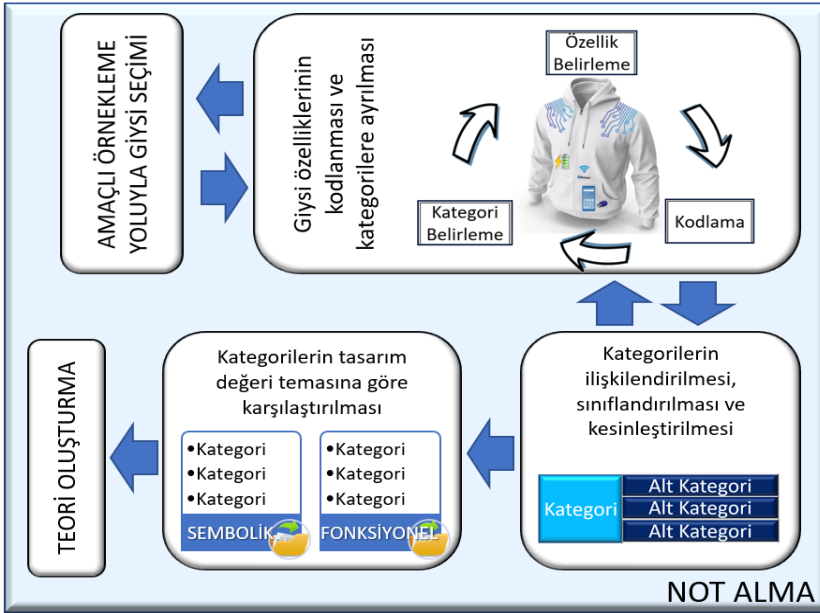 AMAÇLI ÖRNEKLEME
YOLUYLA GİYSİ SEÇİMİ
Giysi özelliklerinin
kodlanması ve
kategorilere ayrılması
Özellik
Belirleme
Kodlama
Kategori
Belirleme
Kategorilerin
ilişkilendirilmesi,
sınıflandırılması ve
kesinleştirilmesi
Kategori
Alt Kategori
Alt Kategori
Alt Kategori
Kategorilerin tasarım
değeri temasına göre
karşılaştırılması
•Kategori
•Kategori
•Kategori
SEMBOLİK
•Kategori
•Kategori
•Kategori
FONKSİYONEL
TEORİ OLUŞTURMA
NOT ALMA